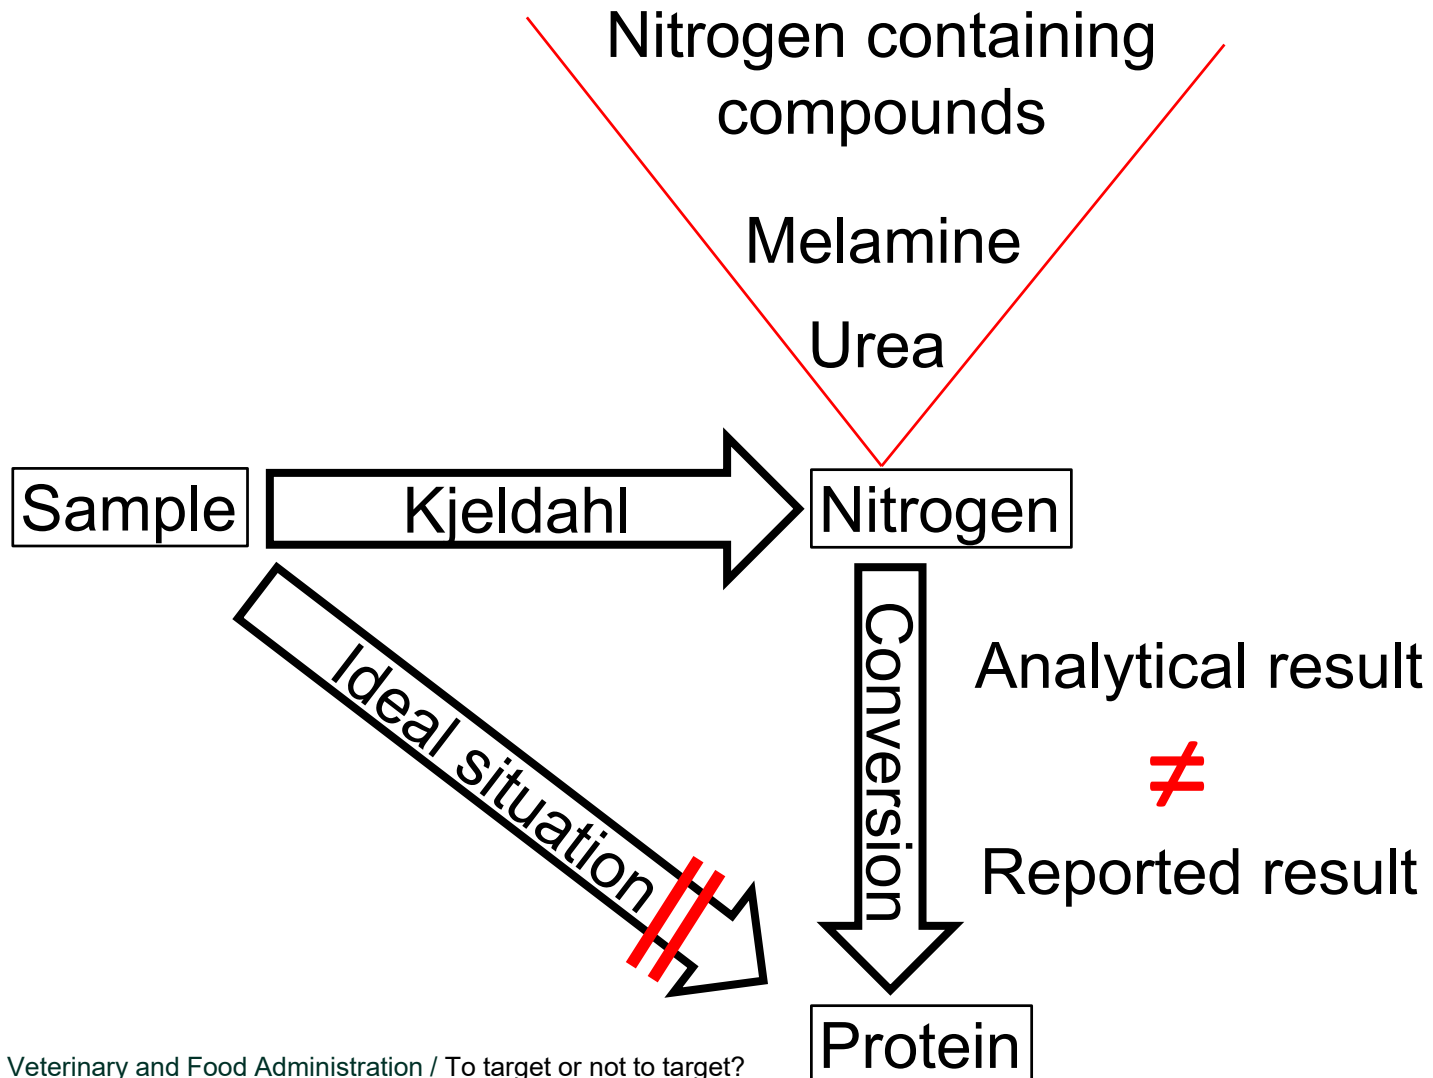 Nitrogen containing
compounds
Melamine
Urea
Sample
Kjeldahl
Nitrogen
Ideal situation
Conversion
Analytical result
≠
Reported result
Protein
Veterinary and Food Administration / To target or not to target?